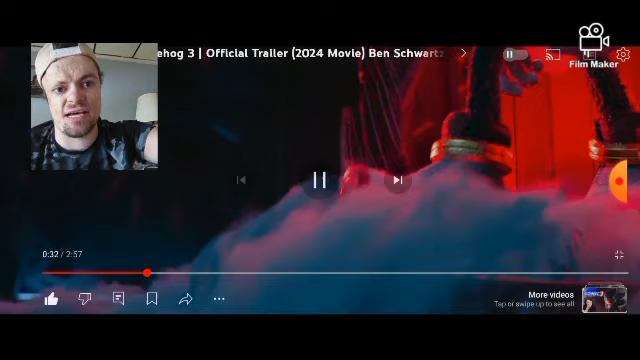 ehog 3 | Official Trailer (2024 Movie) Ben Schwartz
Film Maker
0:32 / 2:57
More videos
Tap or swipe up to see all